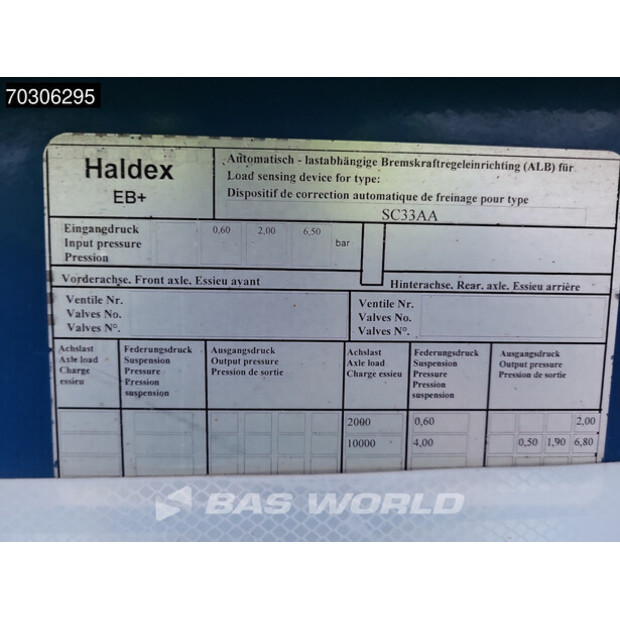 70306295
Haldex
EB+
Automatisch - lastabhängige Bremskraftregeleinrichting (ALB) für
Load sensing device for type:
Dispositif de correction automatique de freinage pour type
SC33AA
Eingangdruck
Input pressure
Pression
0,60 2,00 6,50 bar
Vorderachse. Front axle. Essieu avant
Hinterachse. Rear. axle. Essieu arrière
Ventile Nr.
Valves No.
Valves N°.
Ventile Nr.
Valves No.
Valves N°.
Achslast
Axle load
Charge
essieu
Federungsdruck
Suspension
Pressure
Pression
suspension
Ausgangsdruck
Output pressure
Pression de sortie
Achslast
Axle load
Charge essieu
Federungsdruck
Suspension
Pressure
Pression
suspension
Ausgangsdruck
Output pressure
Pression de sortie
2000 0,60 2,00
10000 4,00 0,50 1,90 6,80
BAS WORLD